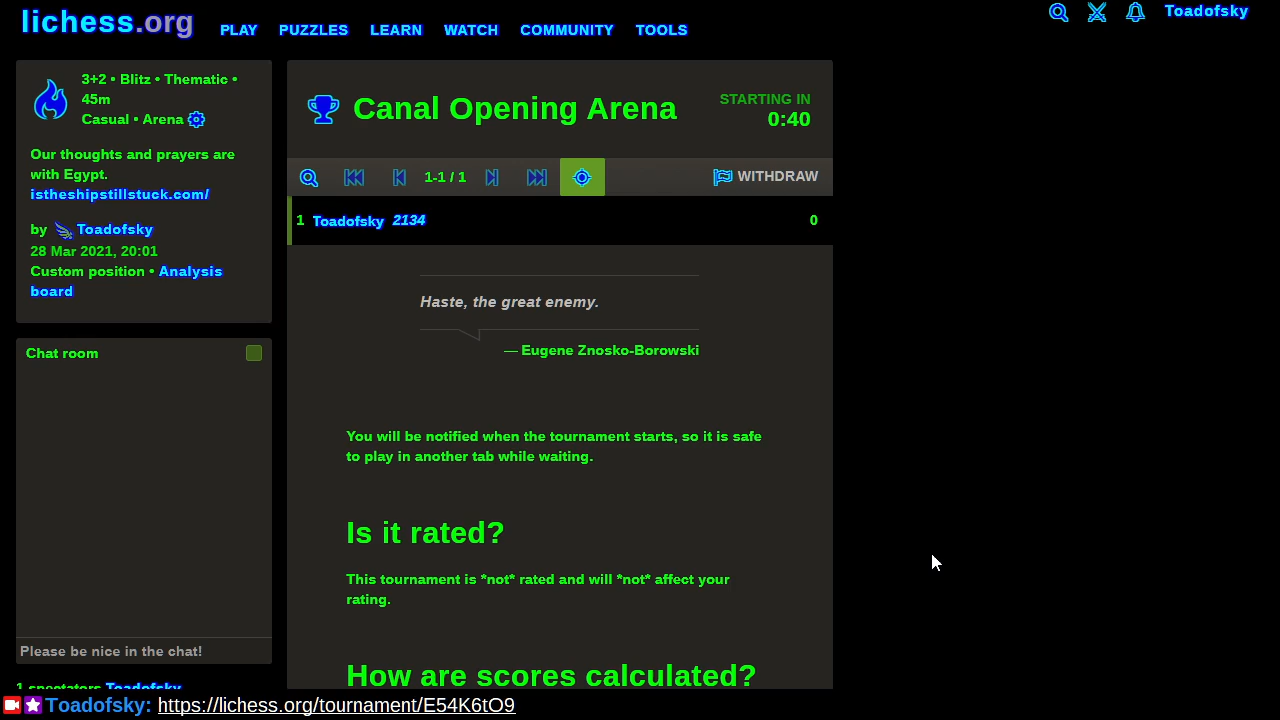 lichess.org
PLAY PUZZLES LEARN WATCH COMMUNITY TOOLS
Toadofsky
3+2 • Blitz • Thematic •
45m
Casual • Arena
Our thoughts and prayers are
with Egypt.
istheshipstillstuck.com/
by Toadofsky
28 Mar 2021, 20:01
Custom position • Analysis
board
Chat room
Please be nice in the chat!
1 spectators Toadofsky
Canal Opening Arena
STARTING IN
0:40
1-1 / 1
WITHDRAW
1 Toadofsky 2134 0
Haste, the great enemy.
— Eugene Znosko-Borowski
You will be notified when the tournament starts, so it is safe
to play in another tab while waiting.
Is it rated?
This tournament is *not* rated and will *not* affect your
rating.
How are scores calculated?
Toadofsky: https://lichess.org/tournament/E54K6tO9